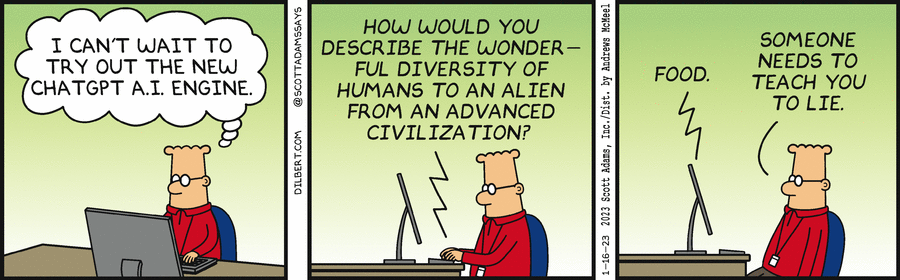 I CAN'T WAIT TO
TRY OUT THE NEW
CHATGPT A.I. ENGINE.
DILBERT.COM @SCOTTADAMSSAYS
HOW WOULD YOU
DESCRIBE THE WONDER—
FUL DIVERSITY OF
HUMANS TO AN ALIEN
FROM AN ADVANCED
CIVILIZATION?
1-16-23 2023 Scott Adams, Inc./Dist. by Andrews McMeel
FOOD.
SOMEONE
NEEDS TO
TEACH YOU
TO LIE.